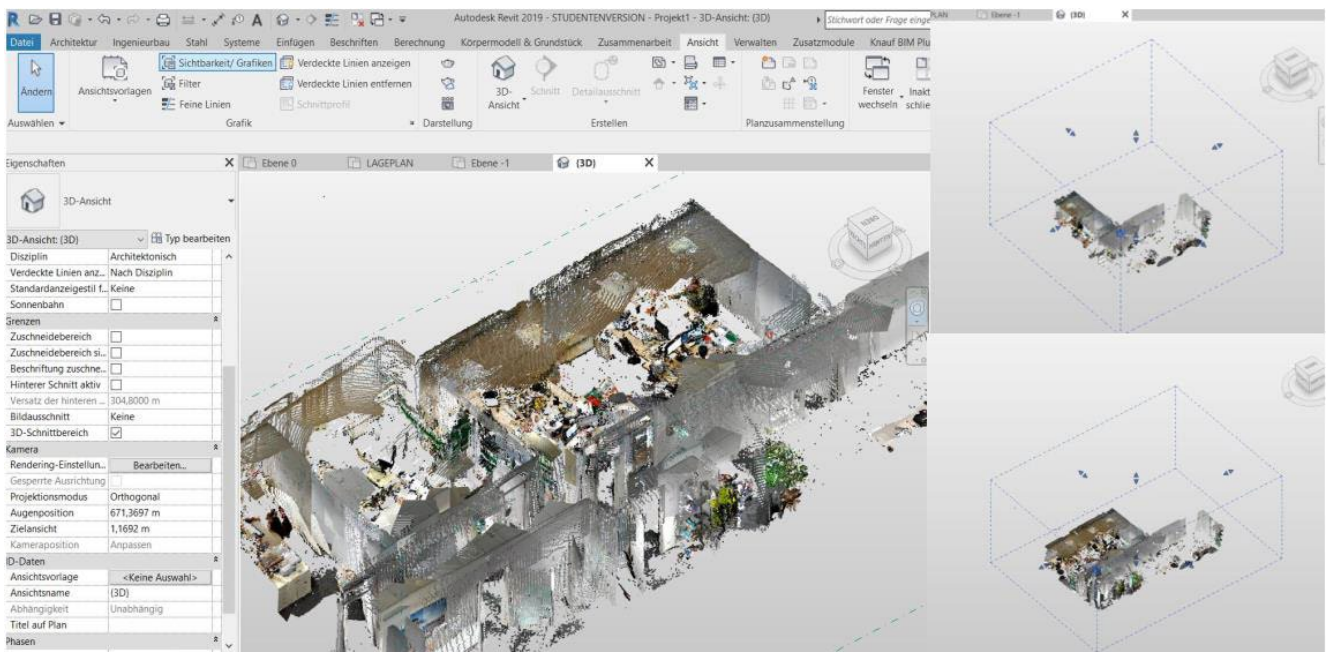 Autodesk Revit 2019 - STUDENTENVERSION - Projekt1 - 3D-Ansicht: {3D}
Stichwort oder Frage einge
Datei Architektur Ingenieurbau Stahl Systeme Einfügen Beschriften Berechnung Körpermodell & Grundstück Zusammenarbeit Ansicht Verwalten Zusatzmodule Knauf BIM Plu
Ändern
Ansichtsvorlagen
Sichtbarkeit/ Grafiken
Filter
Feine Linien
Verdeckte Linien anzeigen
Verdeckte Linien entfernen
Schnittprofil
3D-
Ansicht
Schnitt
Detailausschnitt
Fenster
wechseln
Inakt
schlie
Auswählen
Grafik
Darstellung
Erstellen
Planzusammenstellung
Eigenschaften
Ebene 0
LAGEPLAN
Ebene -1
{3D}
3D-Ansicht
3D-Ansicht: {3D}
Typ bearbeiten
Disziplin Architektonisch
Verdeckte Linien anz... Nach Disziplin
Standardanzeigestil f... Keine
Sonnenbahn
Grenzen
Zuschneidebereich
Zuschneidebereich si...
Beschriftung zuschne...
Hinterer Schnitt aktiv
Versatz der hinteren ... 304,8000 m
Bildausschnitt Keine
3D-Schnittbereich
Kamera
Rendering-Einstellun... Bearbeiten...
Gesperrte Ausrichtung
Projektionsmodus Orthogonal
Augenposition 671,3697 m
Zielansicht 1,1692 m
Kameraposition Anpassen
ID-Daten
Ansichtsvorlage <Keine Auswahl>
Ansichtsname {3D}
Abhängigkeit Unabhängig
Titel auf Plan
Phasen
PLAN
Ebene -1
{3D}